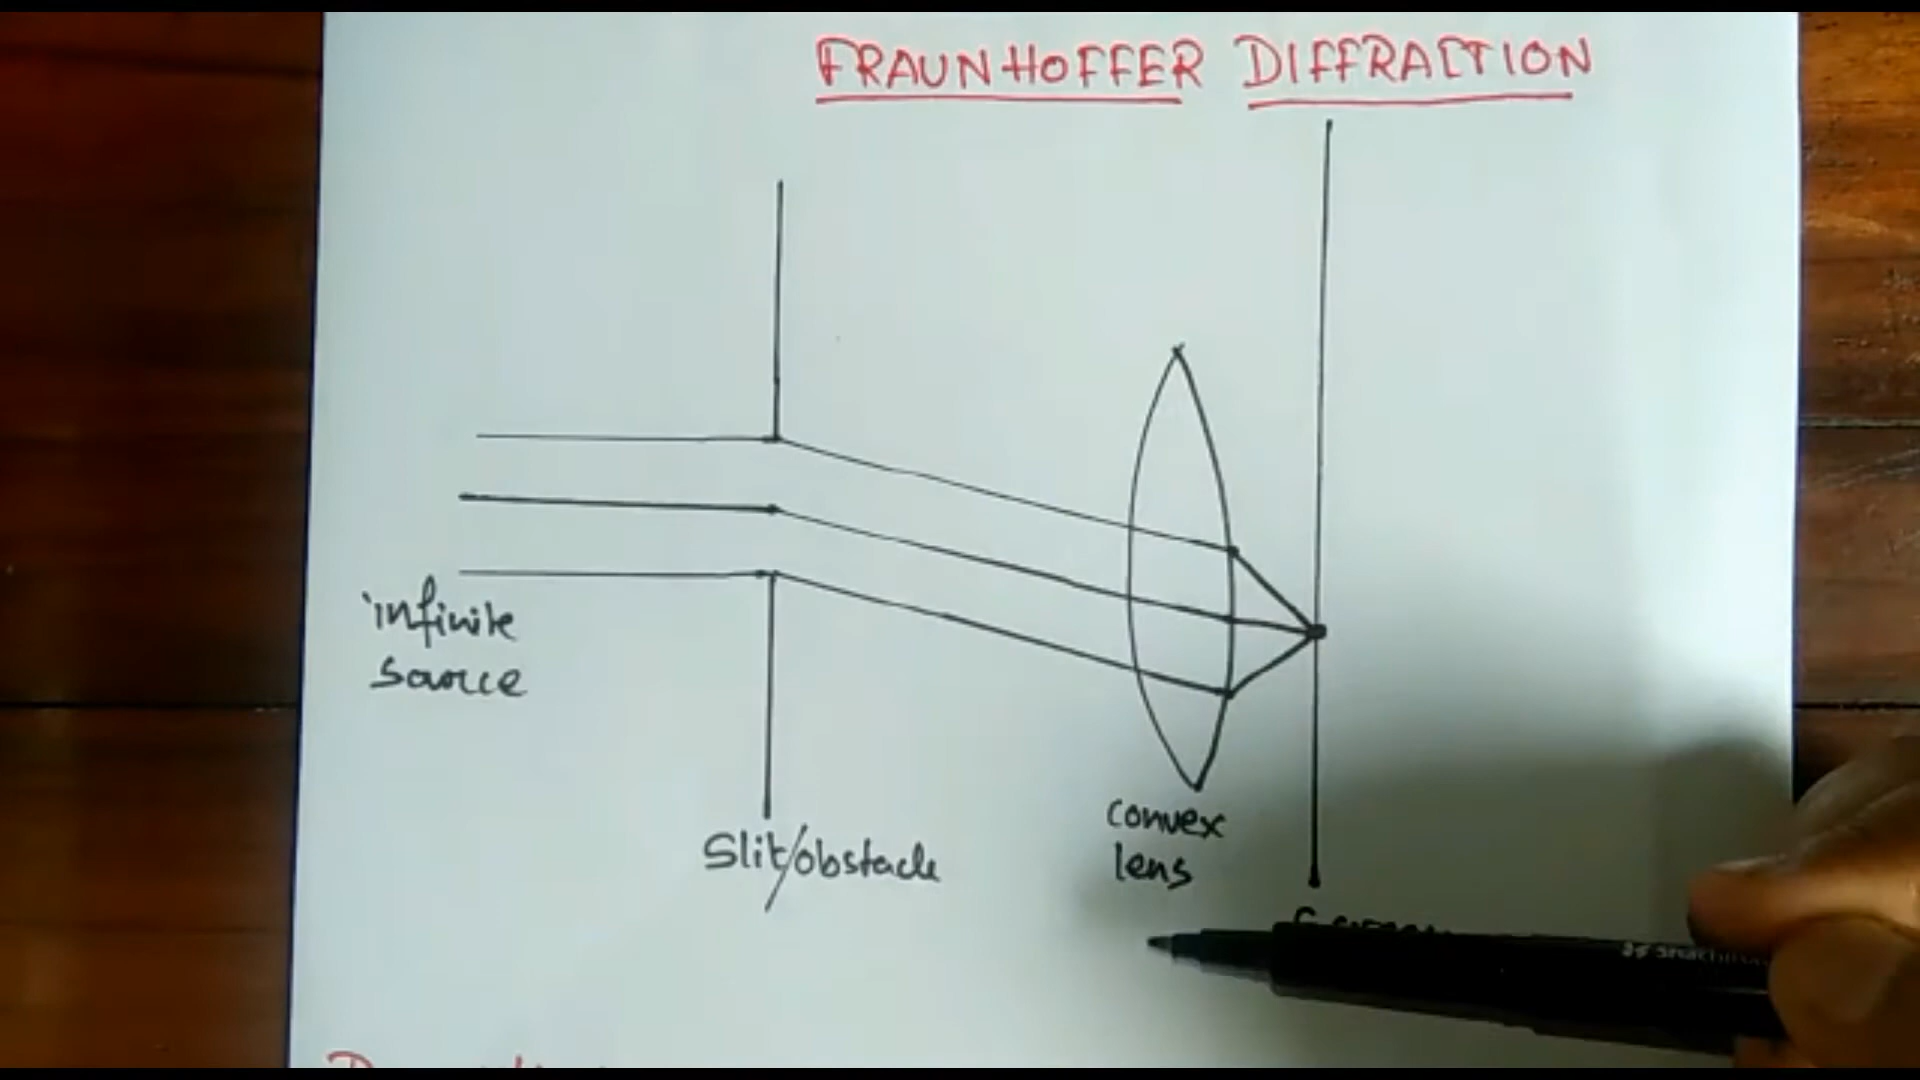 FRAUNHOFFER DIFFRACTION
infinite
source
Slit/obstacle
convex
lens